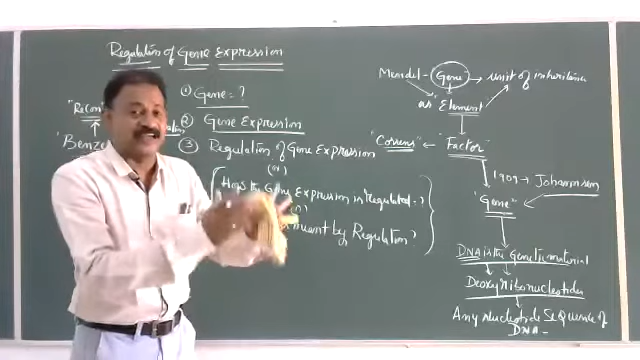 Regulation of Gene Expression
① Gene = ?
② Gene Expression
③ Regulation of Gene Expression
(or)
How the Gene Expression is regulated?
meant by Regulation?
"Recon
"Benze
Mendel - Gene → unit of inheritance
as Element
"Correns" ← Factor
1909 → Johannsen
"Gene"
DNA is the Genetic material
Deoxyribonucleotides
Any nucleotide Sequence of
DNA -